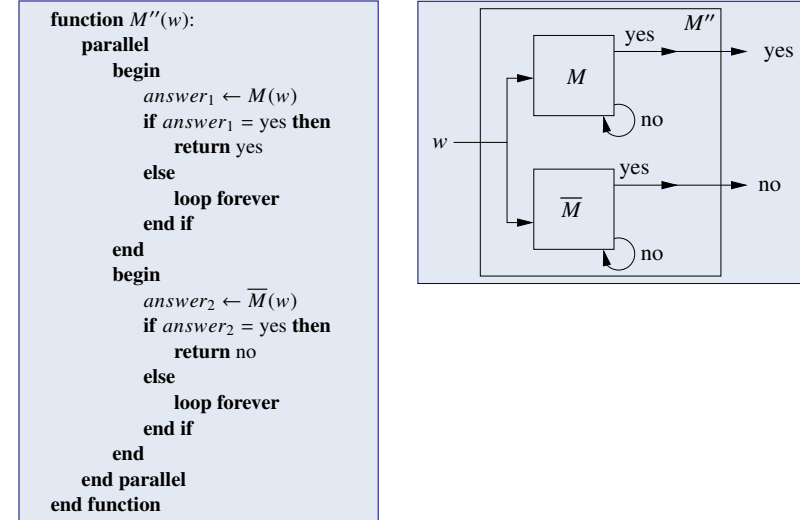 function M′′(w):
parallel
begin
answer₁ ← M(w)
if answer₁ = yes then
return yes
else
loop forever
end if
end
begin
answer₂ ← M̅(w)
if answer₂ = yes then
return no
else
loop forever
end if
end
end parallel
end function
M′′
yes
yes
M
no
w
yes
no
M̅
no